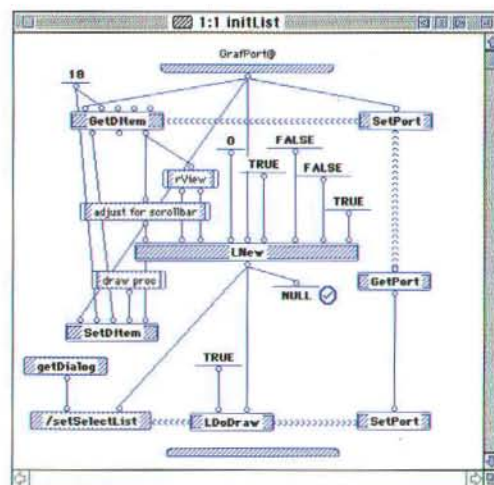 1:1 initList
GrafPort@
18
GetDItem
SetPort
0
FALSE
TRUE
FALSE
rView
TRUE
adjust for scrollbar
LNew
draw proc
GetPort
NULL
SetDItem
TRUE
getDialog
/setSelectList
LDoDraw
SetPort